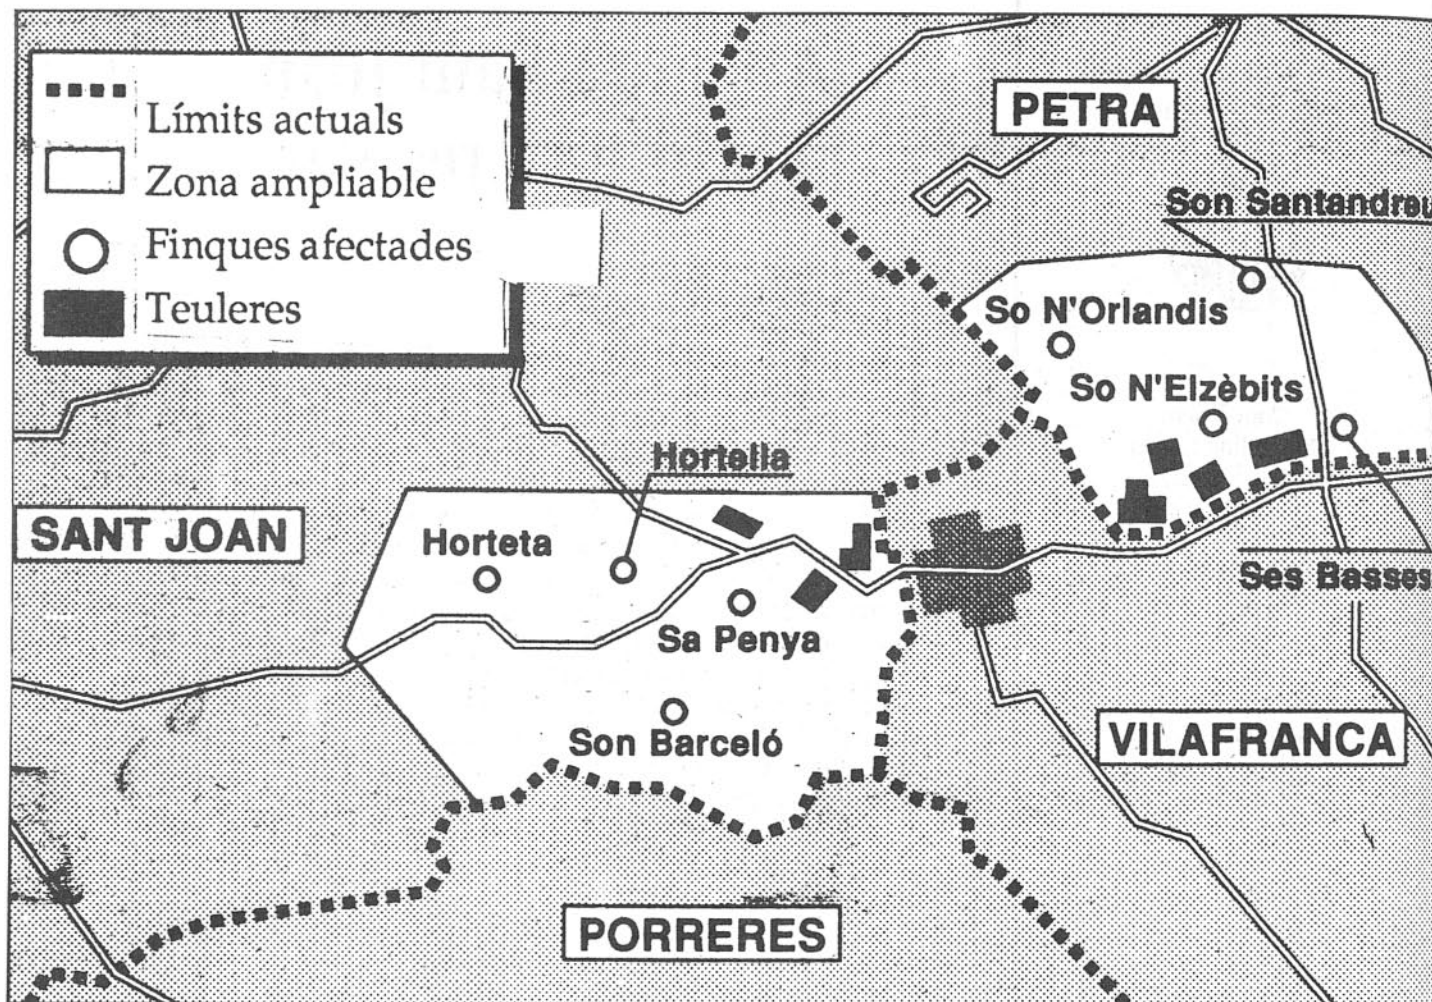 Límits actuals
Zona ampliable
Finques afectades
Teuleres
PETRA
Son Santandreu
So N'Orlandis
So N'Elzèbits
Hortella
SANT JOAN
Horteta
Ses Basses
Sa Penya
Son Barceló
VILAFRANCA
PORRERES